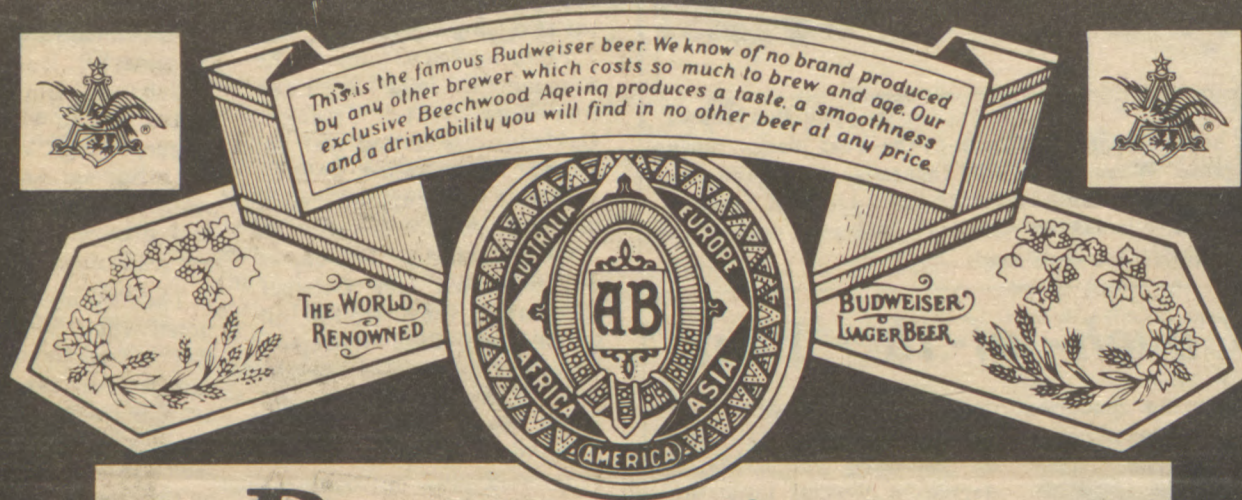 This is the famous Budweiser beer. We know of no brand produced
by any other brewer which costs so much to brew and age. Our
exclusive Beechwood Ageing produces a taste, a smoothness
and a drinkability you will find in no other beer at any price.
®
®
THE WORLD
RENOWNED
AUSTRALIA
EUROPE
AB
AFRICA
ASIA
AMERICA
BUDWEISER
LAGER BEER